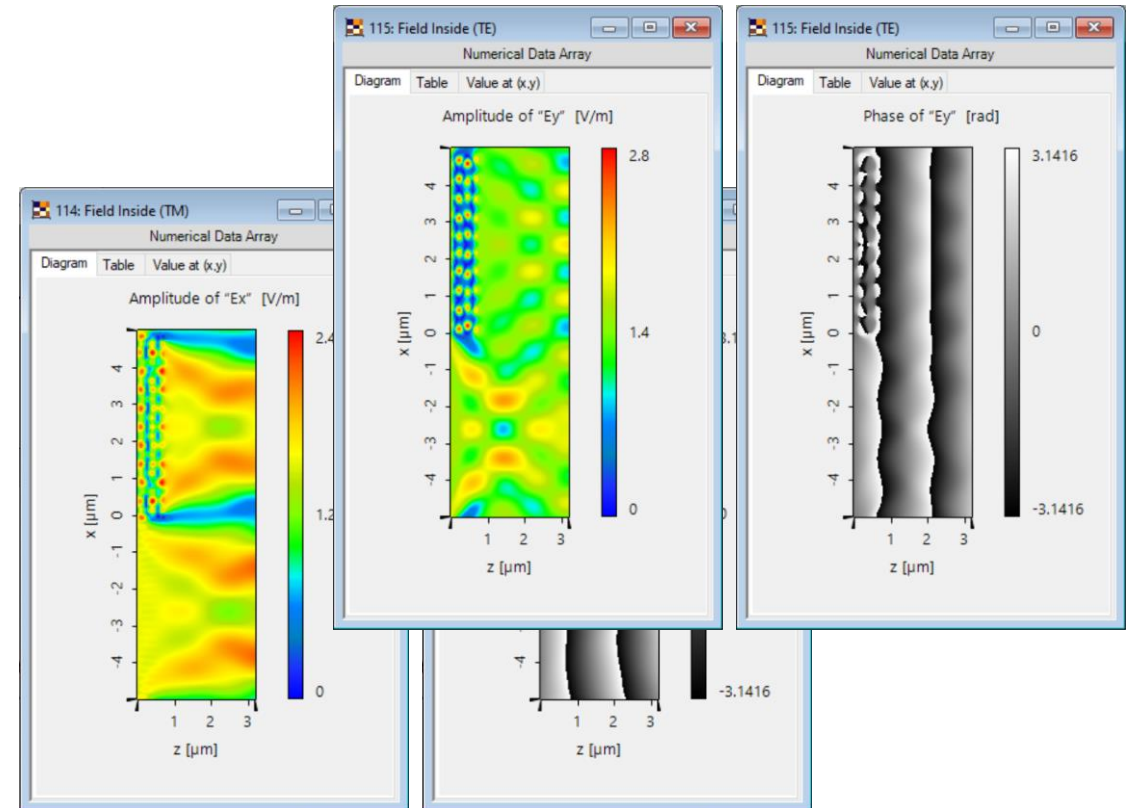 115: Field Inside (TE)
Numerical Data Array
Diagram Table Value at (x,y)
Amplitude of "Ey" [V/m]
2.8
1.4
0
4
3
2
1
0
-1
-2
-3
-4
x [µm]
1 2 3
z [µm]
115: Field Inside (TE)
Numerical Data Array
Diagram Table Value at (x,y)
Phase of "Ey" [rad]
3.1416
0
-3.1416
4
3
2
1
0
-1
-2
-3
-4
x [µm]
1 2 3
z [µm]
114: Field Inside (TM)
Numerical Data Array
Diagram Table Value at (x,y)
Amplitude of "Ex" [V/m]
2.4
1.2
0
4
3
2
1
0
-1
-2
-3
-4
x [µm]
1 2 3
z [µm]
-4
-3.1416
1 2 3
z [µm]